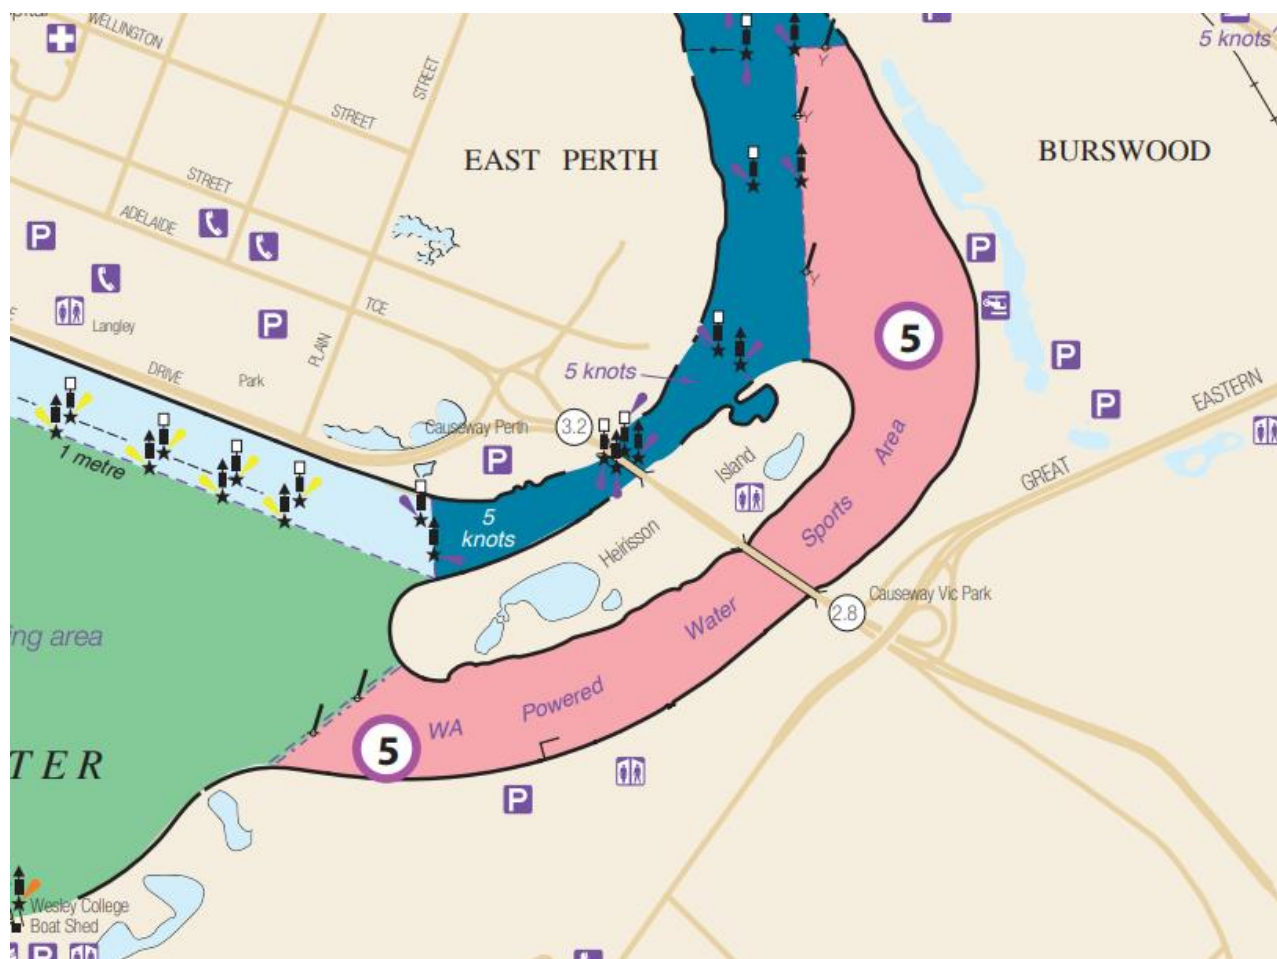 WELLINGTON
STREET
STREET
5 knots
EAST PERTH
BURSWOOD
STREET
ADELAIDE
P
P
TCE
Langley
P
5
PLAIN
DRIVE
Park
5 knots
P
P
EASTERN
Causeway Perth
3.2
1 metre
P
Island
Area
GREAT
5
knots
Heirisson
Sports
Causeway Vic Park
2.8
Water
ing area
Powered
WA
5
TER
P
Wesley College
Boat Shed
P